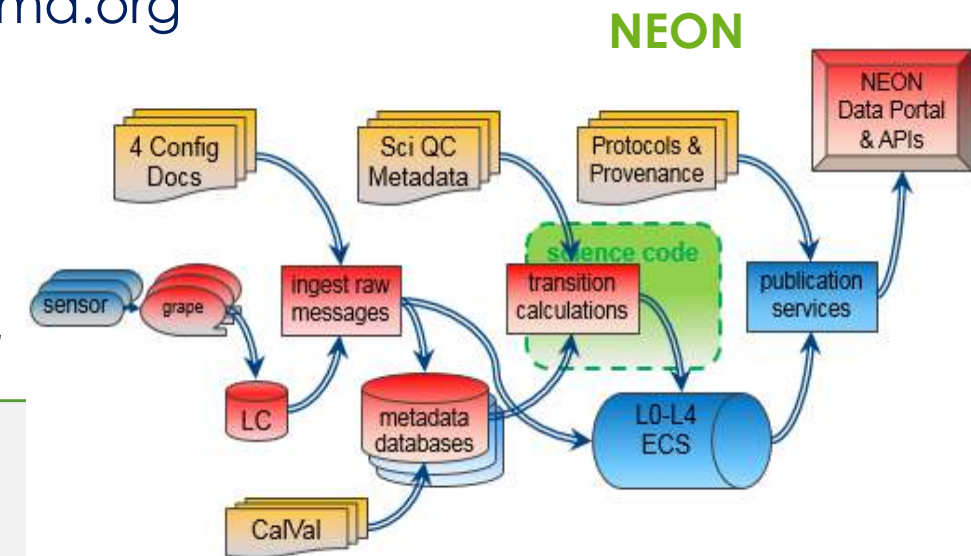 ma.org
NEON
NEON
Data Portal
& APIs
4 Config
Docs
Sci QC
Metadata
Protocols &
Provenance
science code
sensor
grape
ingest raw
messages
transition
calculations
publication
services
LC
metadata
databases
L0-L4
ECS
CalVal